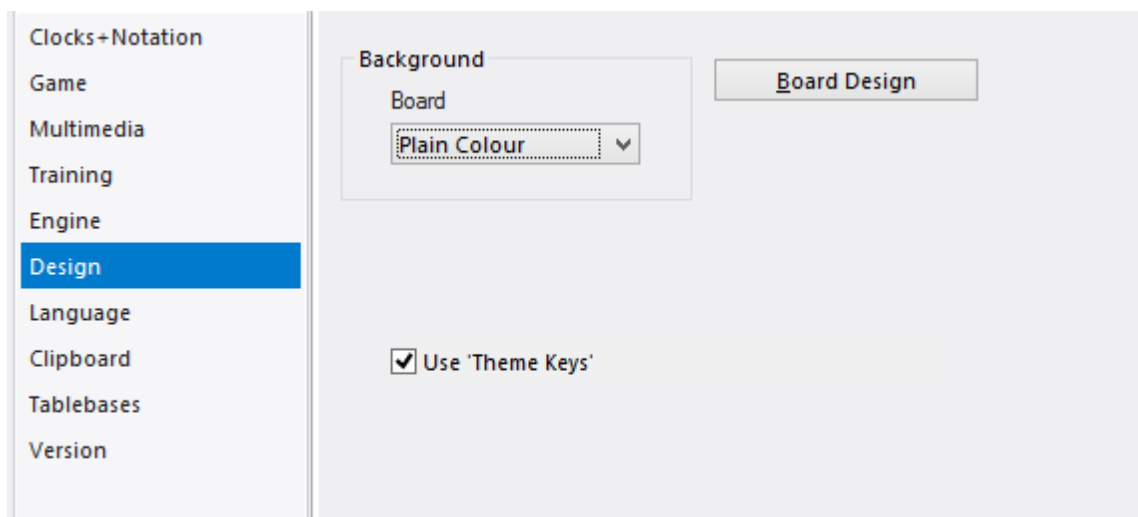 Clocks+Notation
Game
Multimedia
Training
Engine
Design
Language
Clipboard
Tablebases
Version
Background
Board
Plain Colour
Board Design
Use 'Theme Keys'